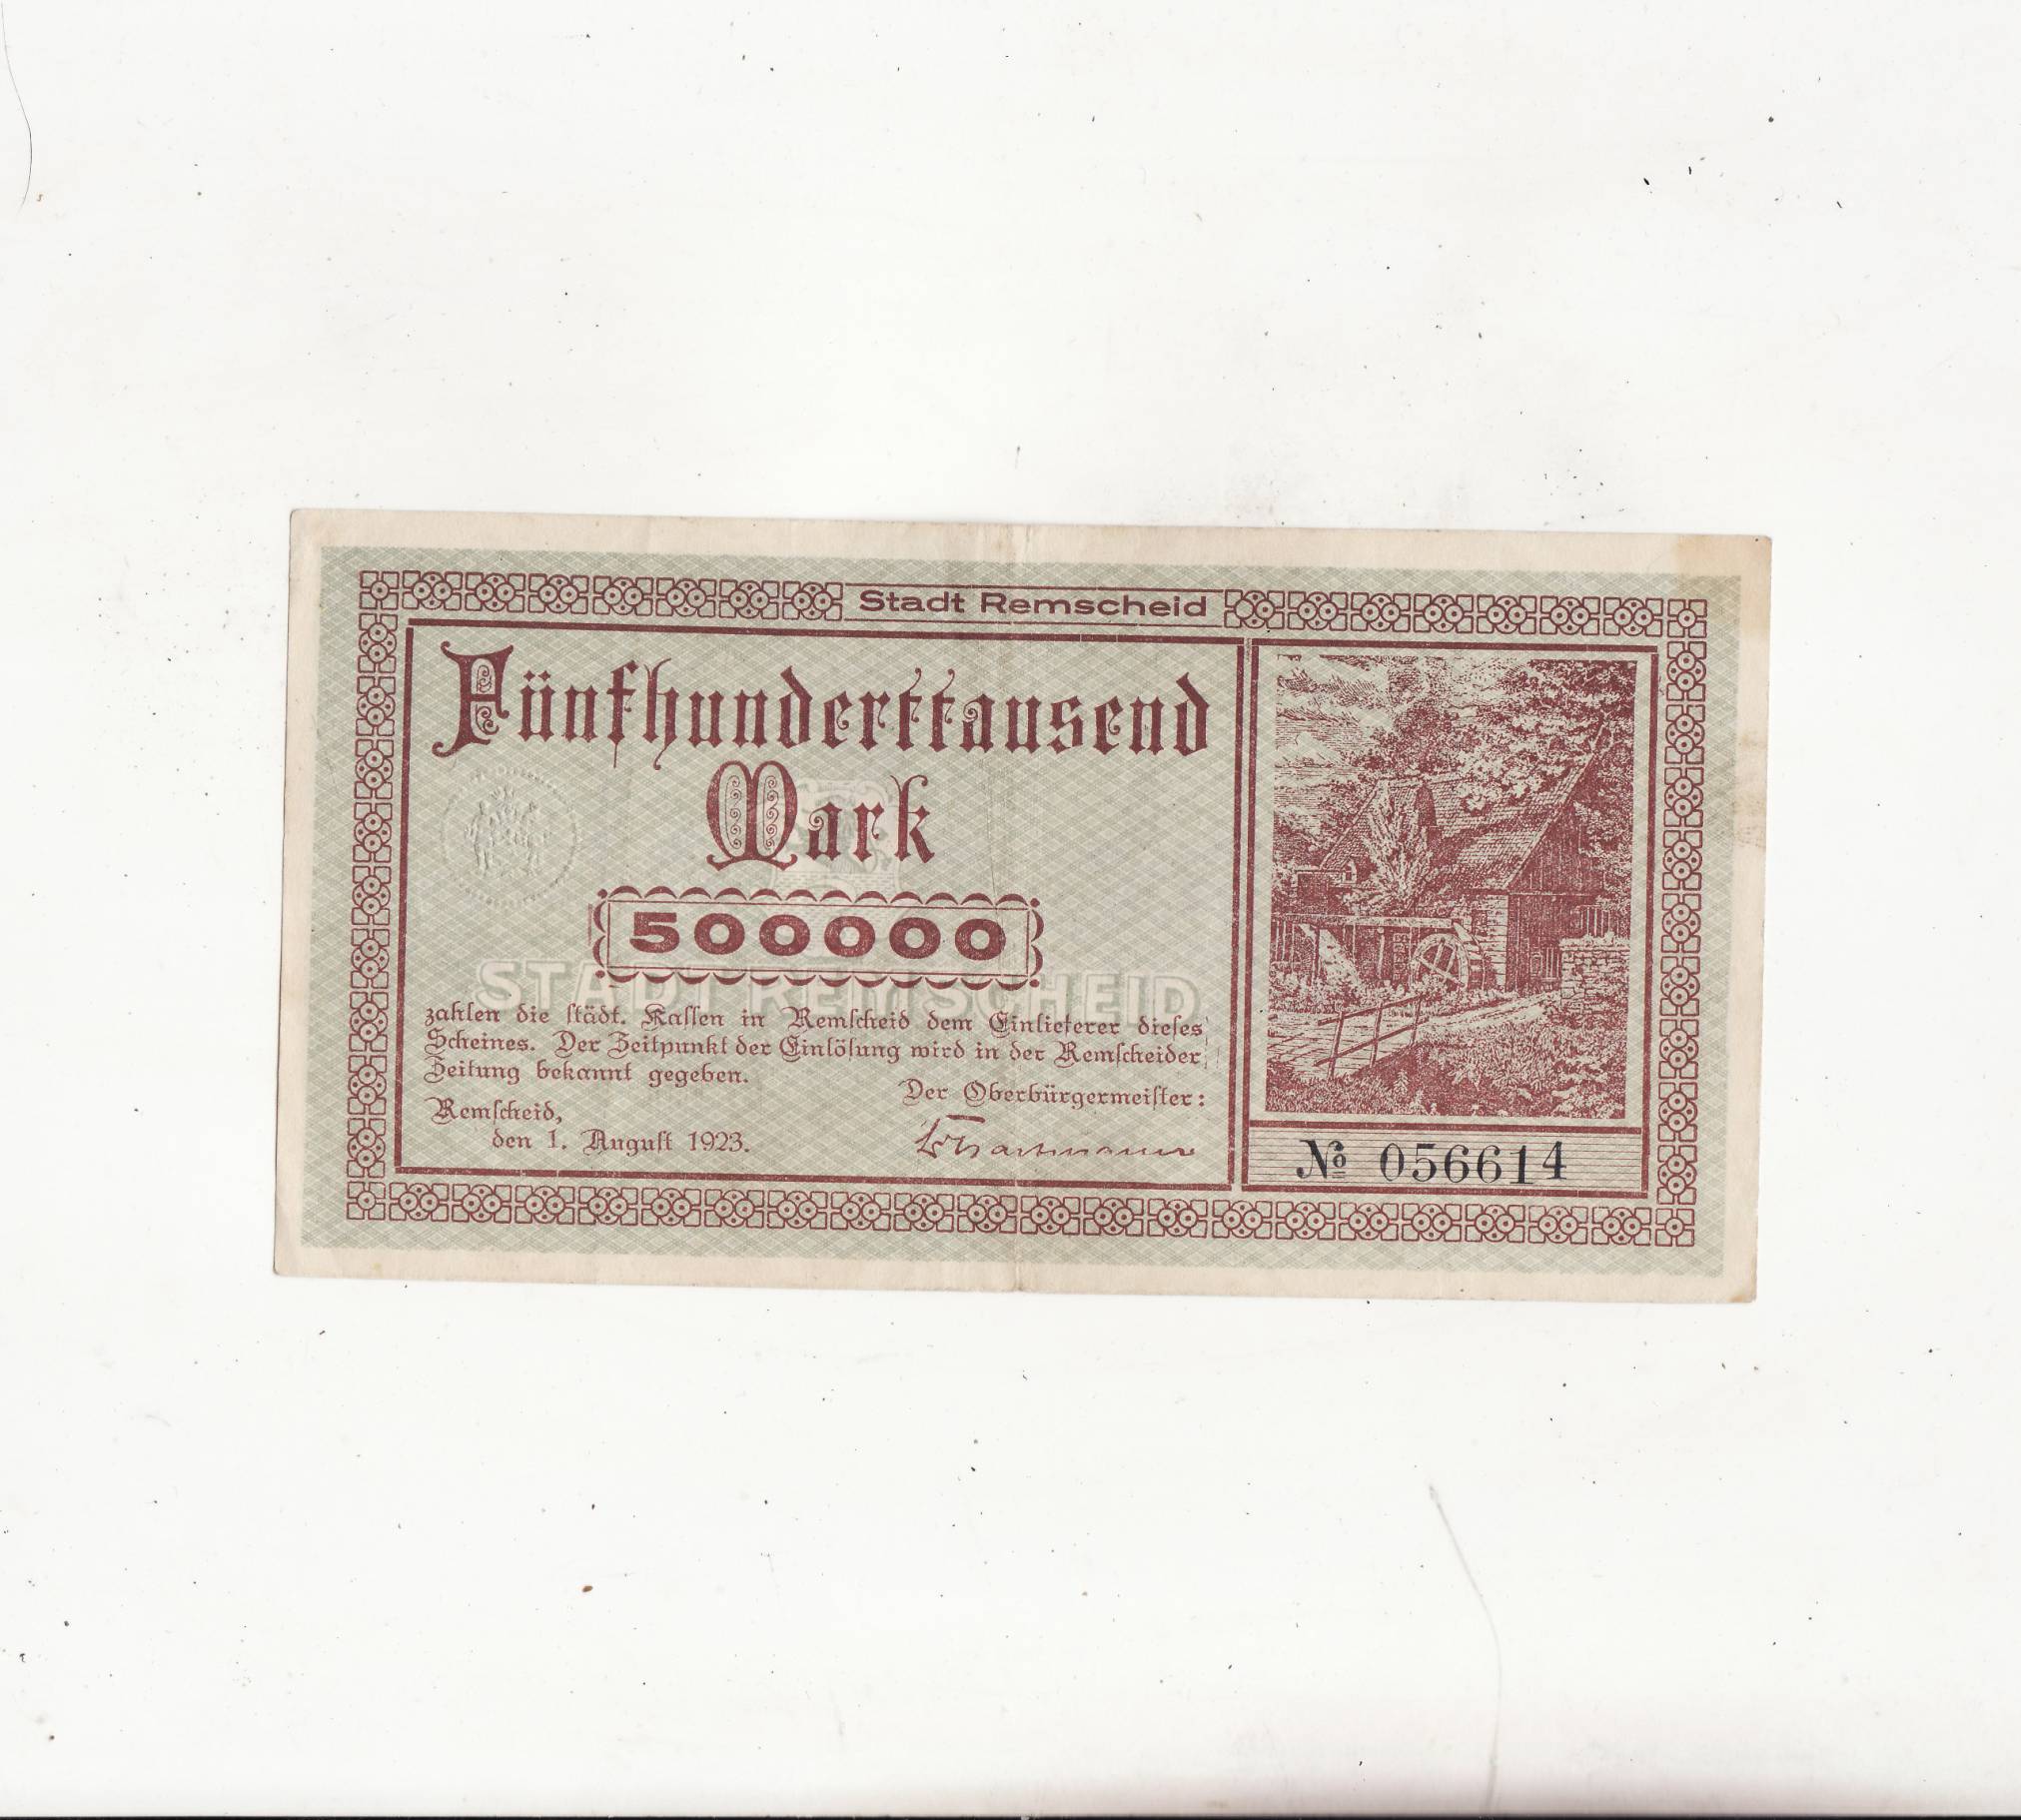 Stadt Remscheid
Fünfhunderttausend
Mark
500000
STADT REMSCHEID
zahlen die städt. Kassen in Remscheid dem Einlieferer dieses
Scheines. Der Zeitpunkt der Einlösung wird in der Remscheider
Zeitung bekannt gegeben.
Der Oberbürgermeister:
Remscheid,
den 1. August 1923.
Hartmann
№ 056614